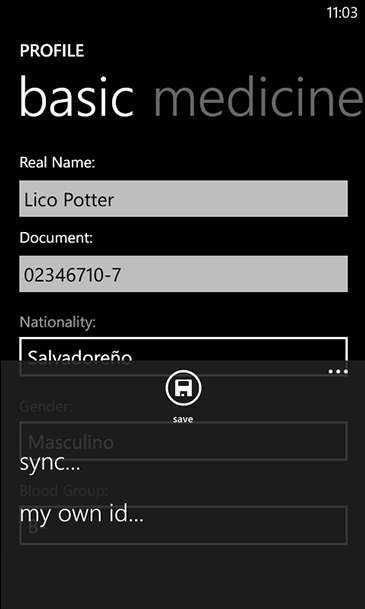 11:03
PROFILE
basic medicine
Real Name:
Lico Potter
Document:
02346710-7
Nationality:
Salvadoreño
...
save
Gender:
Masculino
sync...
Blood Group:
my own id...
B